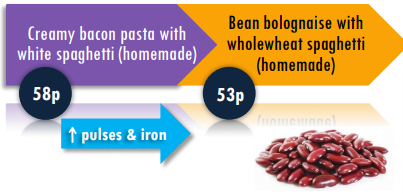 Creamy bacon pasta with
white spaghetti (homemade)
Bean bolognaise with
wholewheat spaghetti
(homemade)
58p
53p
↑ pulses & iron